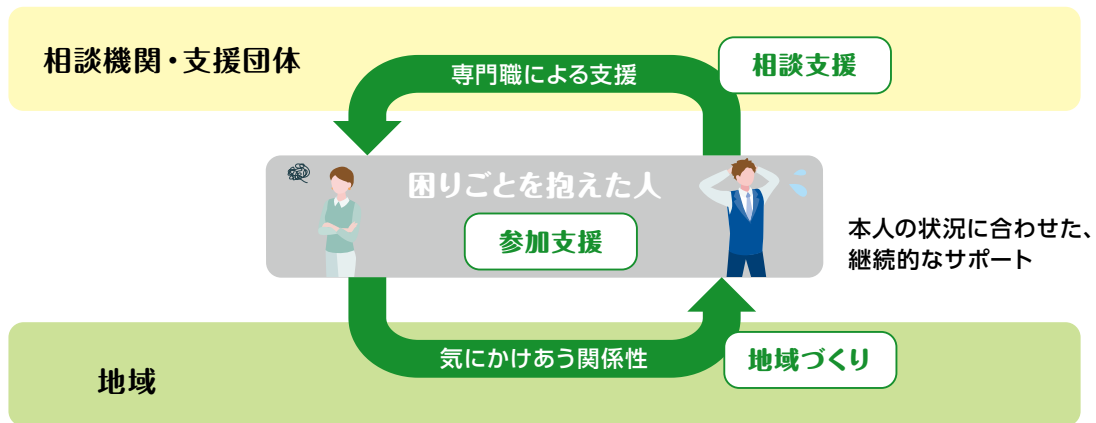 相談機関・支援団体
専門職による支援
相談支援
困りごとを抱えた人
参加支援
本人の状況に合わせた、
継続的なサポート
気にかけあう関係性
地域づくり
地域